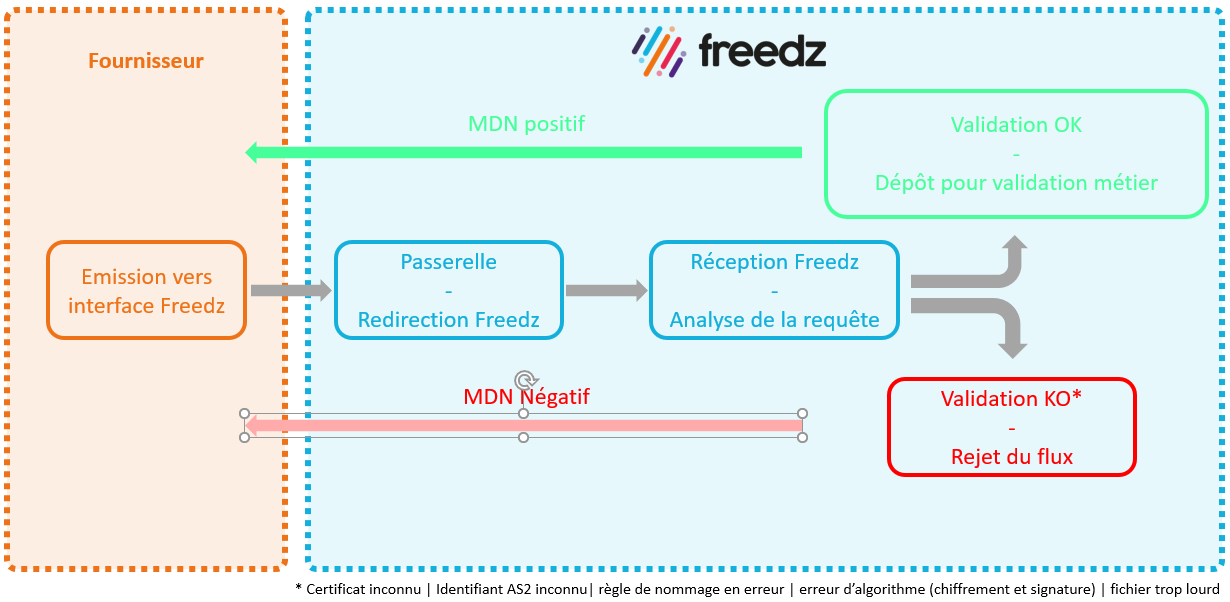 Fournisseur
freedz
MDN positif
Validation OK
-
Dépôt pour validation métier
Emission vers
interface Freedz
Passerelle
-
Redirection Freedz
Réception Freedz
-
Analyse de la requête
MDN Négatif
Validation KO*
-
Rejet du flux
* Certificat inconnu | Identifiant AS2 inconnu| règle de nommage en erreur | erreur d’algorithme (chiffrement et signature) | fichier trop lourd